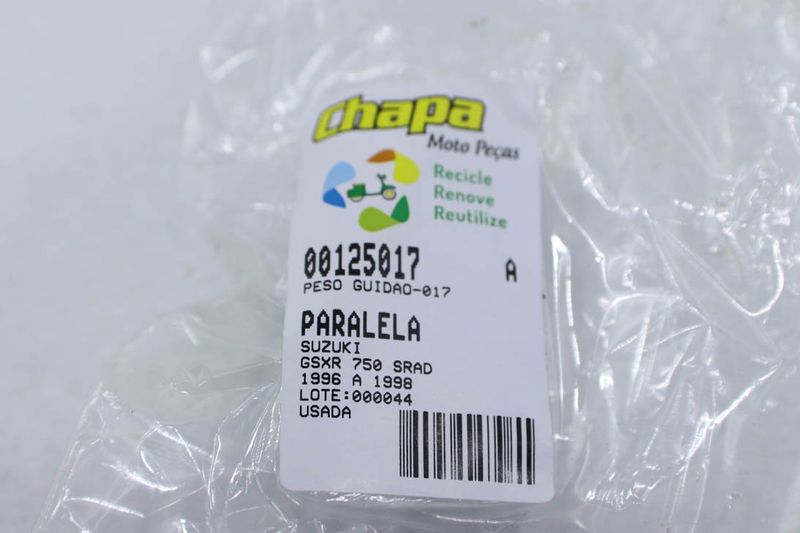 Chapa
Moto Peças
Recicle
Renove
Reutilize
00125017 A
PESO GUIDAO-017
PARALELA
SUZUKI
GSXR 750 SRAD
1996 A 1998
LOTE:000044
USADA